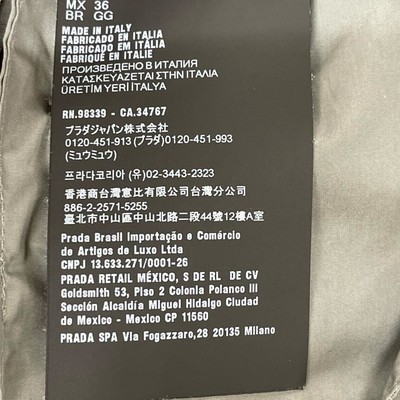 MX 36
BR GG
MADE IN ITALY
FABRICADO EN ITALIA
FABRICADO EM ITÁLIA
FABRIQUÉ EN ITALIE
ПРОИЗВЕДЕНО В ИТАЛИЯ
ΚΑΤΑΣΚΕΥΑΖΕΤΑΙ ΣΤΗΝ ΙΤΑΛΙΑ
ÜRETİM YERİ İTALYA
RN.98339 - CA.34767
プラダジャパン株式会社
0120-451-913 (プラダ) 0120-451-993
(ミュウミュウ)
프라다코리아 (유) 02-3443-2323
香港商台灣意比有限公司台灣分公司
886-2-2571-5255
臺北市中山區中山北路二段44號12樓A室
Prada Brasil Importação e Comércio
de Artigos de Luxo Ltda
CNPJ 13.633.271/0001-26
PRADA RETAIL MÉXICO, S DE RL DE CV
Goldsmith 53, Piso 2 Colonia Polanco III
Sección Alcaldía Miguel Hidalgo Ciudad
de Mexico - Mexico CP 11560
PRADA SPA Via Fogazzaro,28 20135 Milano